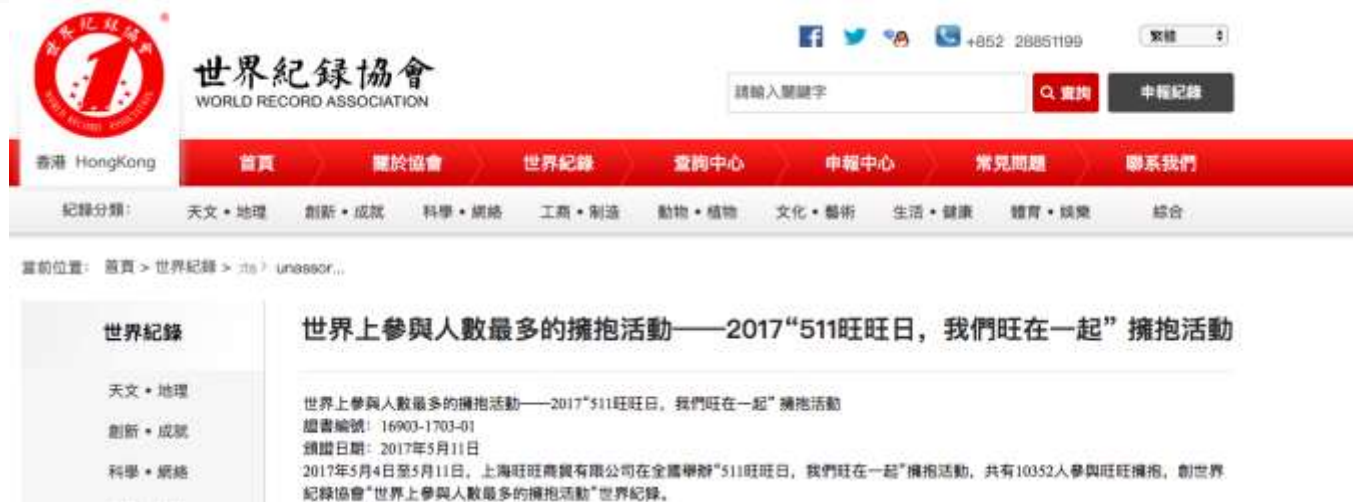 世界紀錄協會
WORLD RECORD ASSOCIATION
世界紀錄協會
WORLD RECORD ASSOCIATION
+852 28851199
繁體
請輸入關鍵字
查詢
申報紀錄
香港 HongKong
首頁
關於協會
世界紀錄
查詢中心
申報中心
常見問題
聯系我們
紀錄分類：
天文・地理
創新・成就
科學・網絡
工商・制造
動物・植物
文化・藝術
生活・健康
體育・娛樂
綜合
當前位置： 首頁 > 世界紀錄 > unassor...
世界紀錄
世界上參與人數最多的擁抱活動——2017“511旺旺日，我們旺在一起” 擁抱活動
天文・地理
創新・成就
科學・網絡
世界上參與人數最多的擁抱活動——2017“511旺旺日，我們旺在一起” 擁抱活動
證書編號： 16903-1703-01
頒證日期： 2017年5月11日
2017年5月4日至5月11日，上海旺旺商貿有限公司在全國舉辦“511旺旺日，我們旺在一起”擁抱活動，共有10352人參與旺旺擁抱，創世界
紀錄協會“世界上參與人數最多的擁抱活動”世界紀錄。